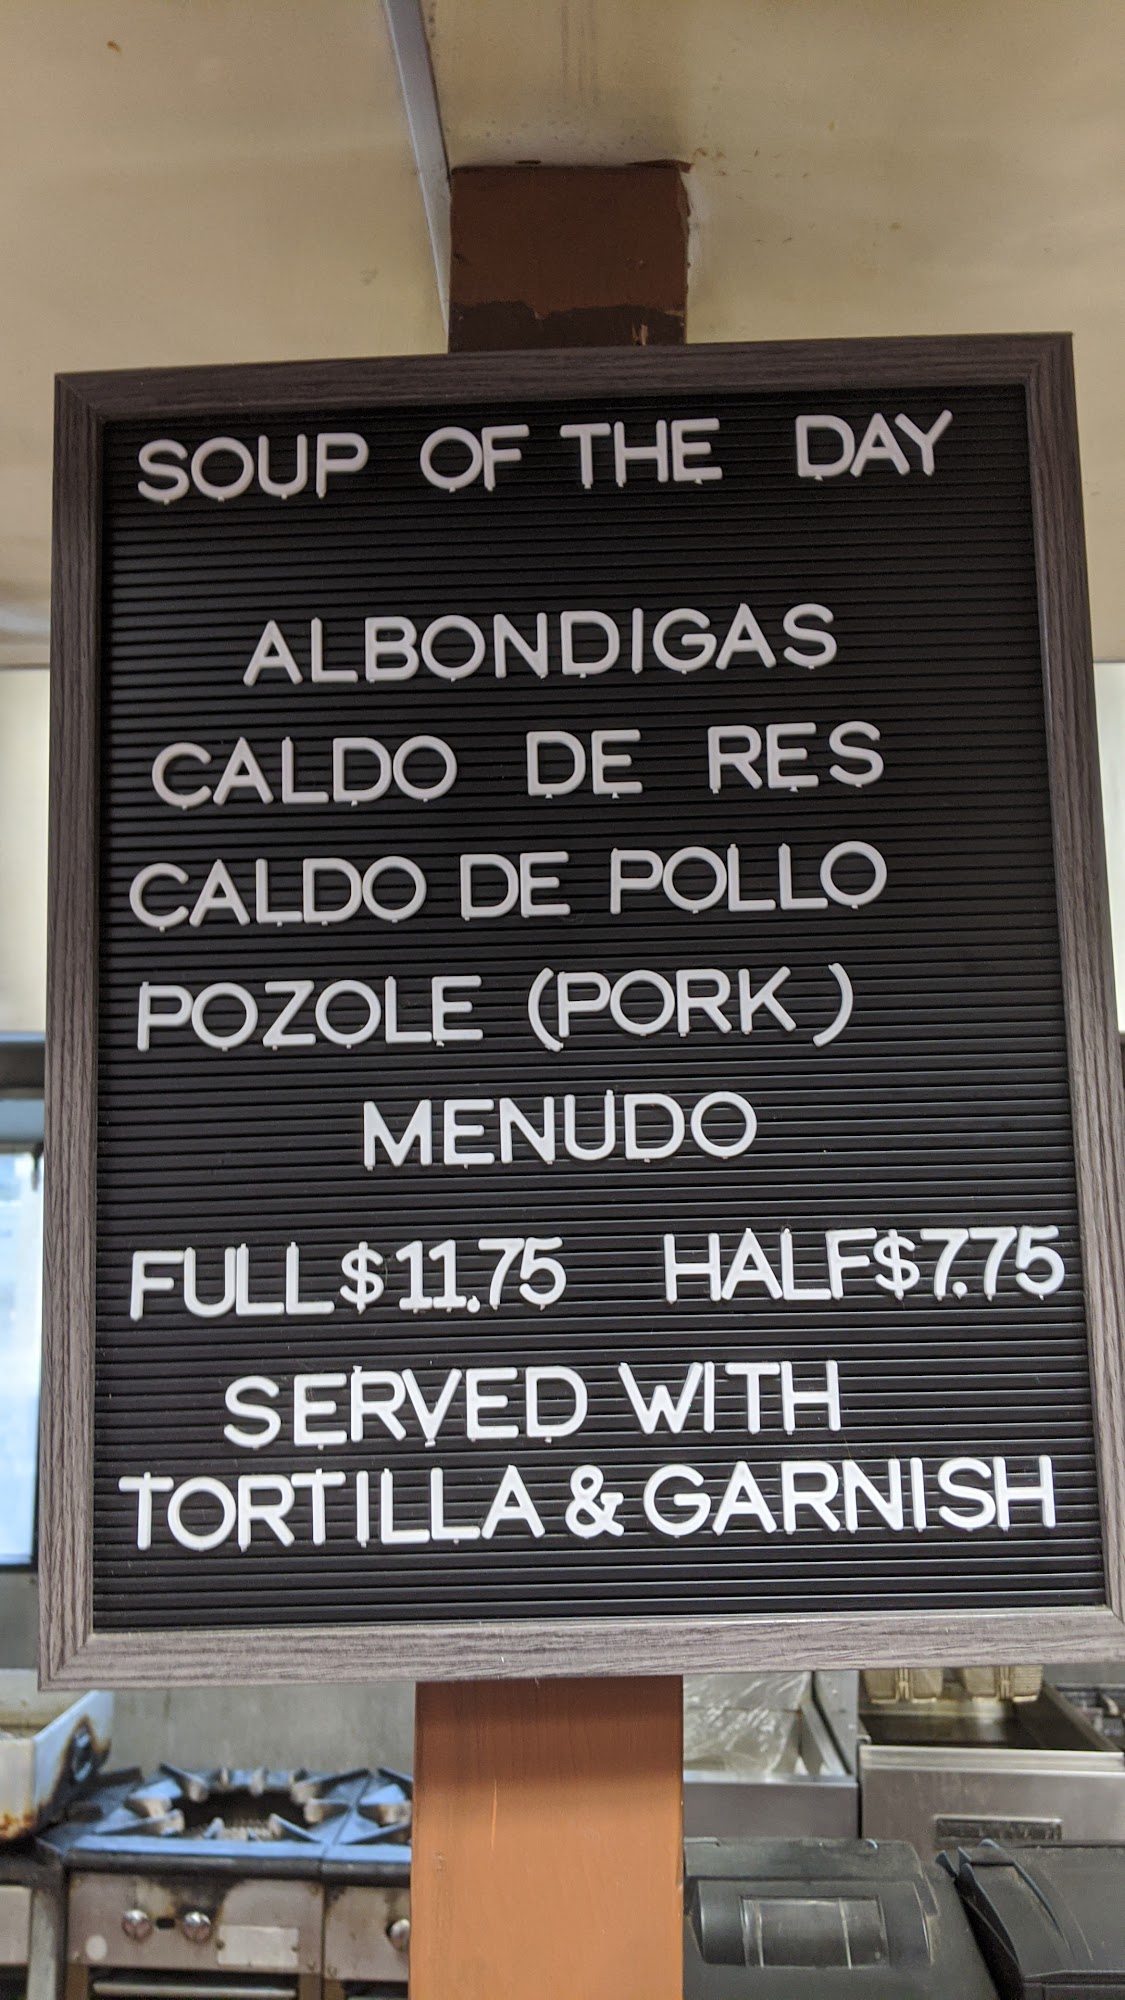 SOUP OF THE DAY
ALBONDIGAS
CALDO DE RES
CALDO DE POLLO
POZOLE (PORK)
MENUDO
FULL $11.75 HALF $7.75
SERVED WITH
TORTILLA & GARNISH